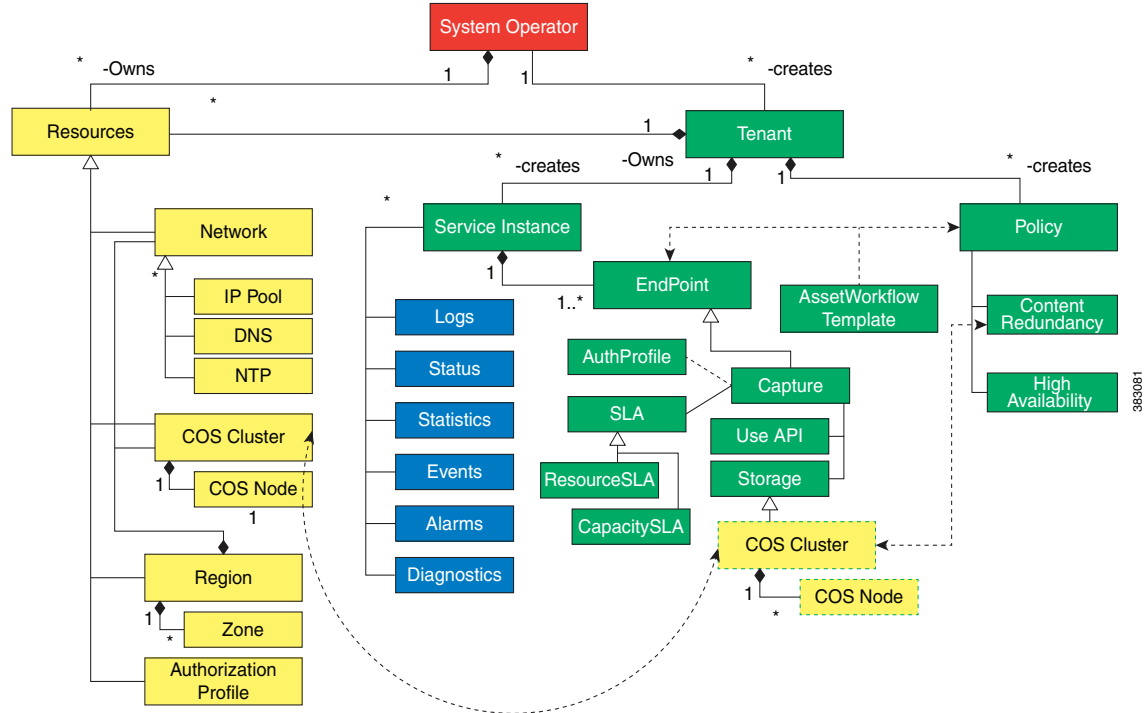 System Operator
*
-Owns
1
1
*
-creates
*
Resources
1
Tenant
*
-creates
-Owns
1
1
*
-creates
*
Service Instance
Policy
Network
*
1
EndPoint
1..*
IP Pool
DNS
NTP
Logs
AssetWorkflow
Template
Content
Redundancy
AuthProfile
Status
Capture
High
Availability
383081
COS Cluster
Statistics
SLA
Use API
1
COS Node
1
Events
ResourceSLA
Storage
Alarms
CapacitySLA
COS Cluster
Region
Diagnostics
1
COS Node
*
1
*
Zone
Authorization
Profile